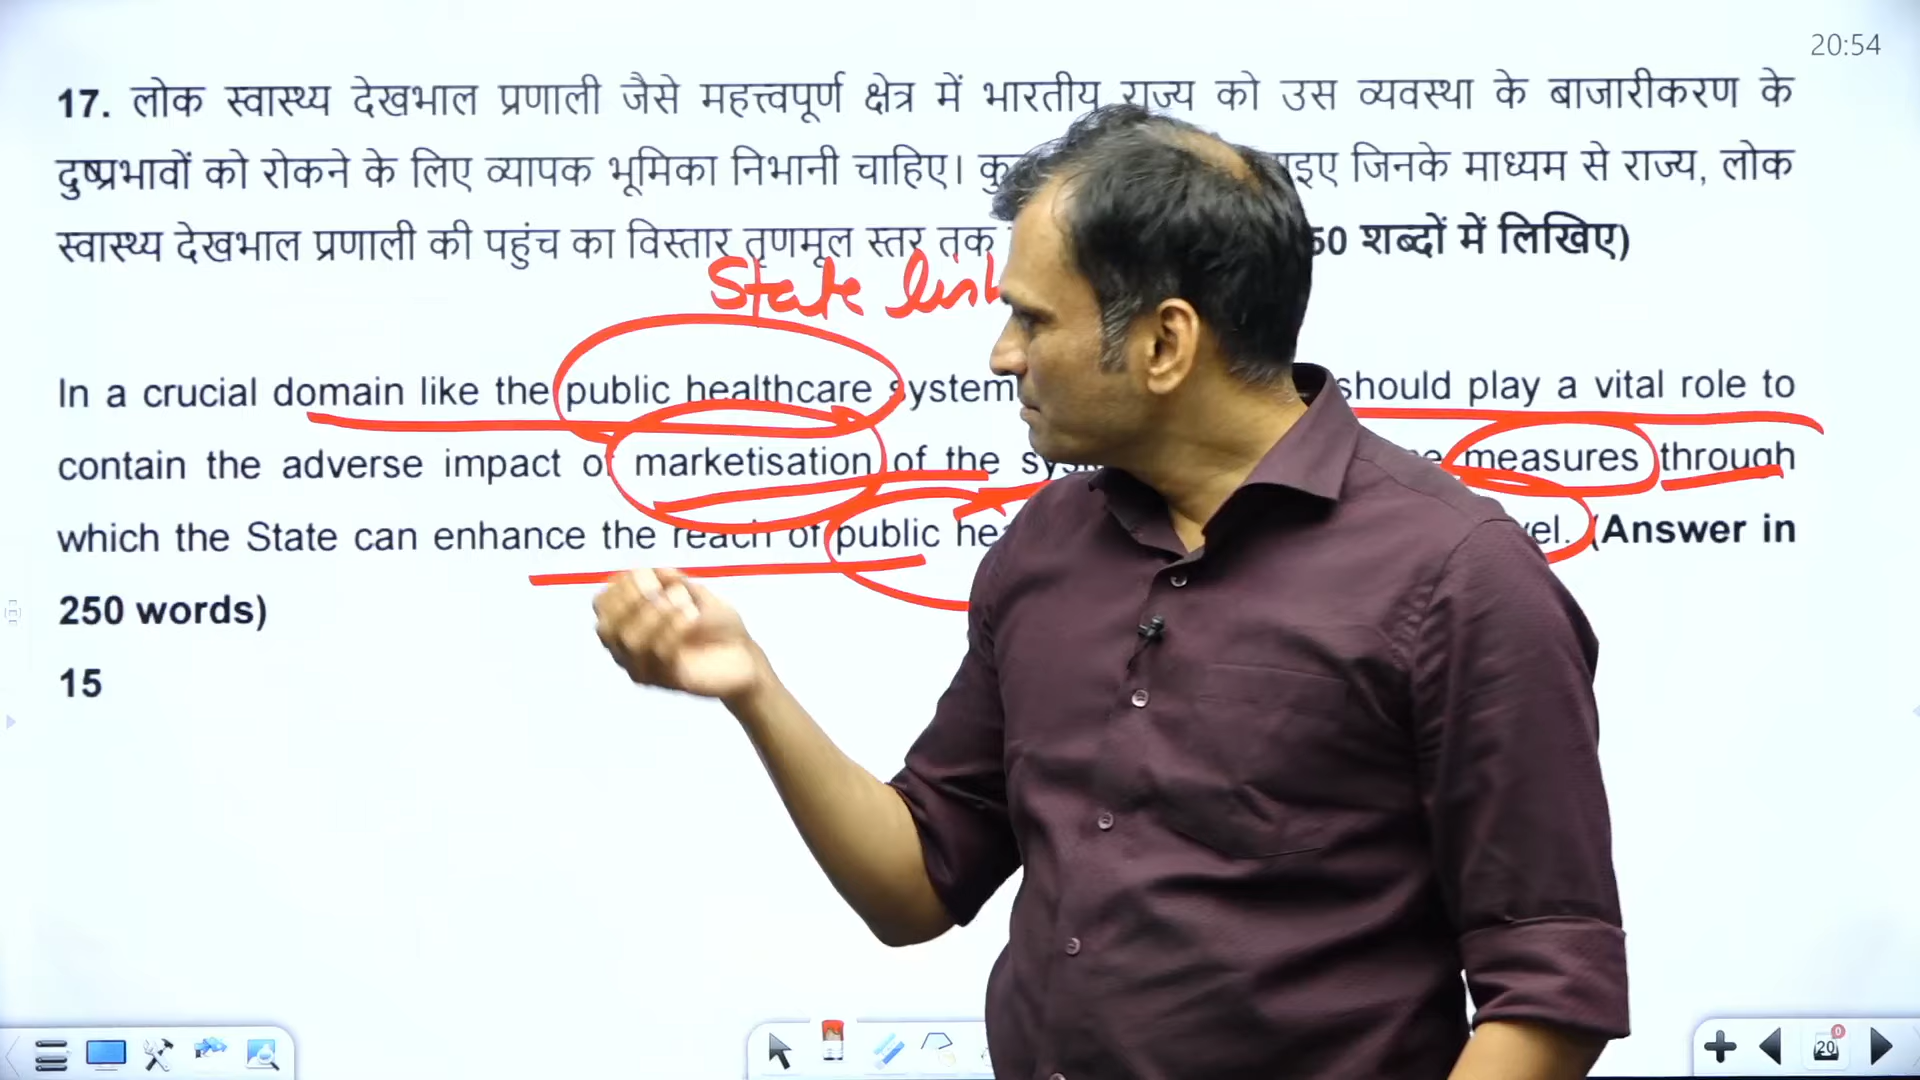 20:54
17. लोक स्वास्थ्य देखभाल प्रणाली जैसे महत्त्वपूर्ण क्षेत्र में भारतीय राज्य को उस व्यवस्था के बाजारीकरण के
दुष्प्रभावों को रोकने के लिए व्यापक भूमिका निभानी चाहिए। जिनके माध्यम से राज्य, लोक
स्वास्थ्य देखभाल प्रणाली की पहुंच का विस्तार तृणमूल स्तर तक शब्दों में लिखिए)
State list
In a crucial domain like the public healthcare system should play a vital role to
contain the adverse impact of marketisation of the measures through
which the State can enhance the reach of public (Answer in
250 words)
15
20
0